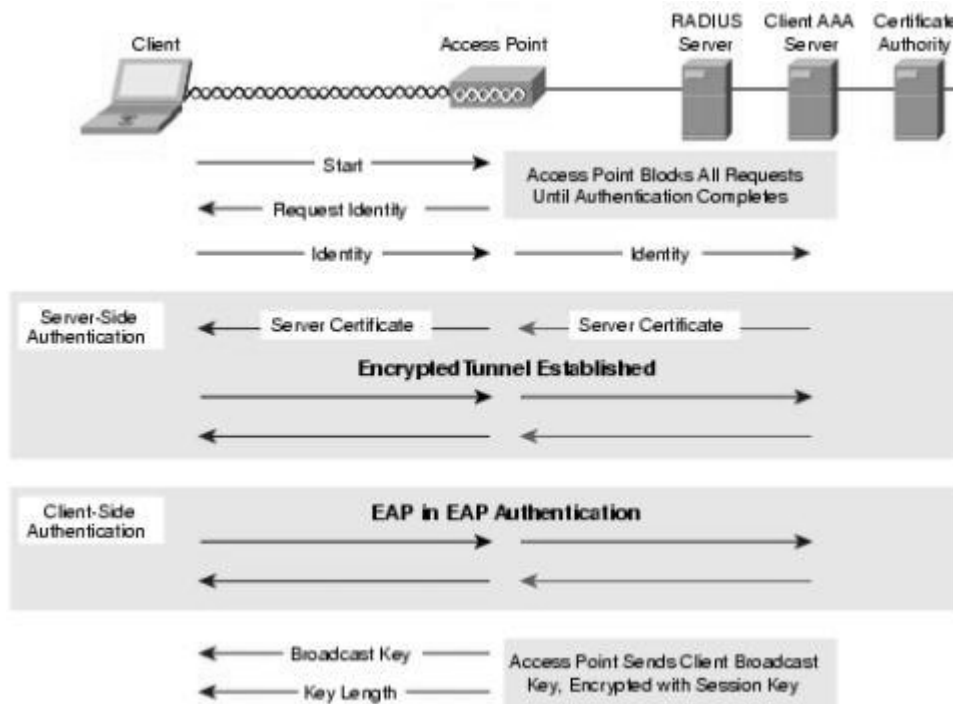 Client
Access Point
RADIUS
Server
Client AAA
Server
Certificate
Authority
Start
Access Point Blocks All Requests
Until Authentication Completes
Request Identity
Identity
Identity
Server-Side
Authentication
Server Certificate
Server Certificate
Encrypted Tunnel Established
Client-Side
Authentication
EAP in EAP Authentication
Broadcast Key
Key Length
Access Point Sends Client Broadcast
Key, Encrypted with Session Key